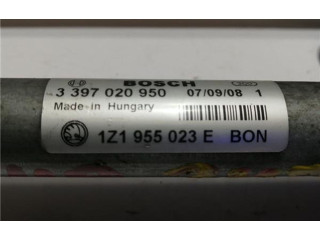 BOSCH
3 397 020 950 07/09/08 1
Made in Hungary
1Z1 955 023 E BON